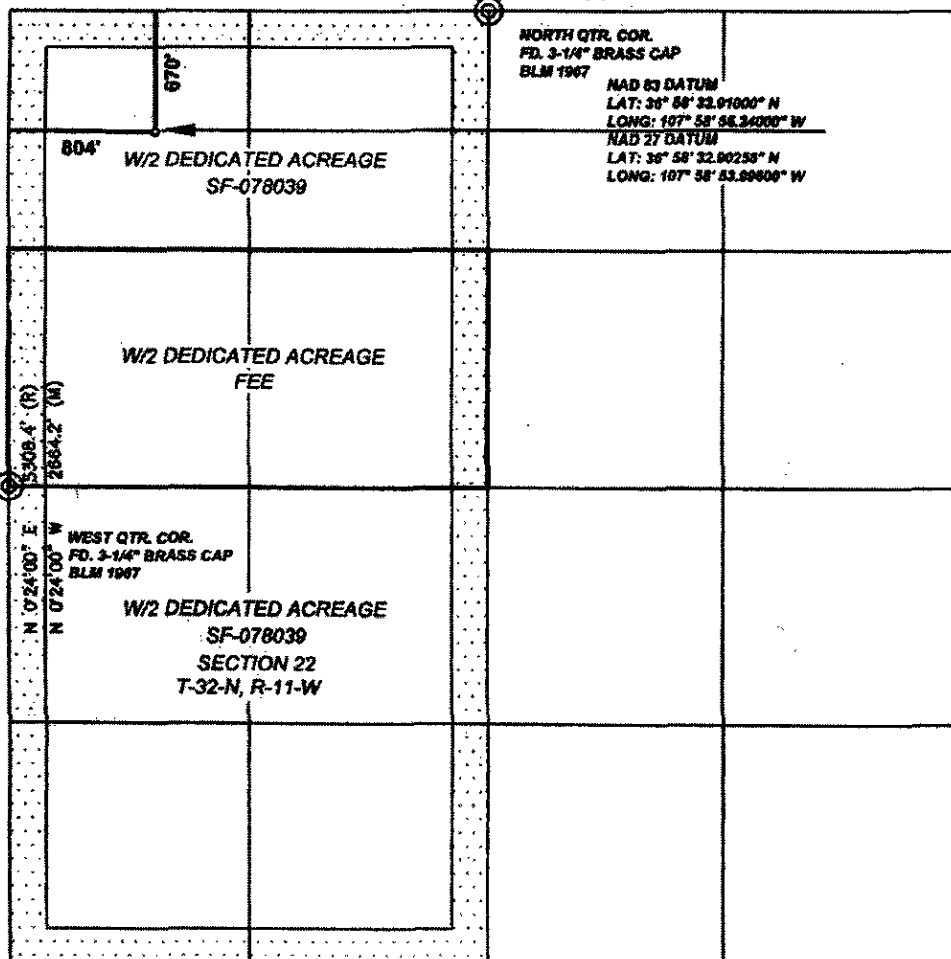 NORTH QTR. COR.
FD. 3-1/4" BRASS CAP
BLM 1967
NAD 83 DATUM
LAT: 36° 58' 33.91000" N
LONG: 107° 58' 56.34000" W
NAD 27 DATUM
LAT: 36° 58' 32.90258" N
LONG: 107° 58' 53.99600" W
670'
804'
W/2 DEDICATED ACREAGE
SF-078039
W/2 DEDICATED ACREAGE
FEE
N 0°24'00" E 5308.4' (R)
N 0°24'00" W 2664.2' (M)
WEST QTR. COR.
FD. 3-1/4" BRASS CAP
BLM 1967
W/2 DEDICATED ACREAGE
SF-078039
SECTION 22
T-32-N, R-11-W